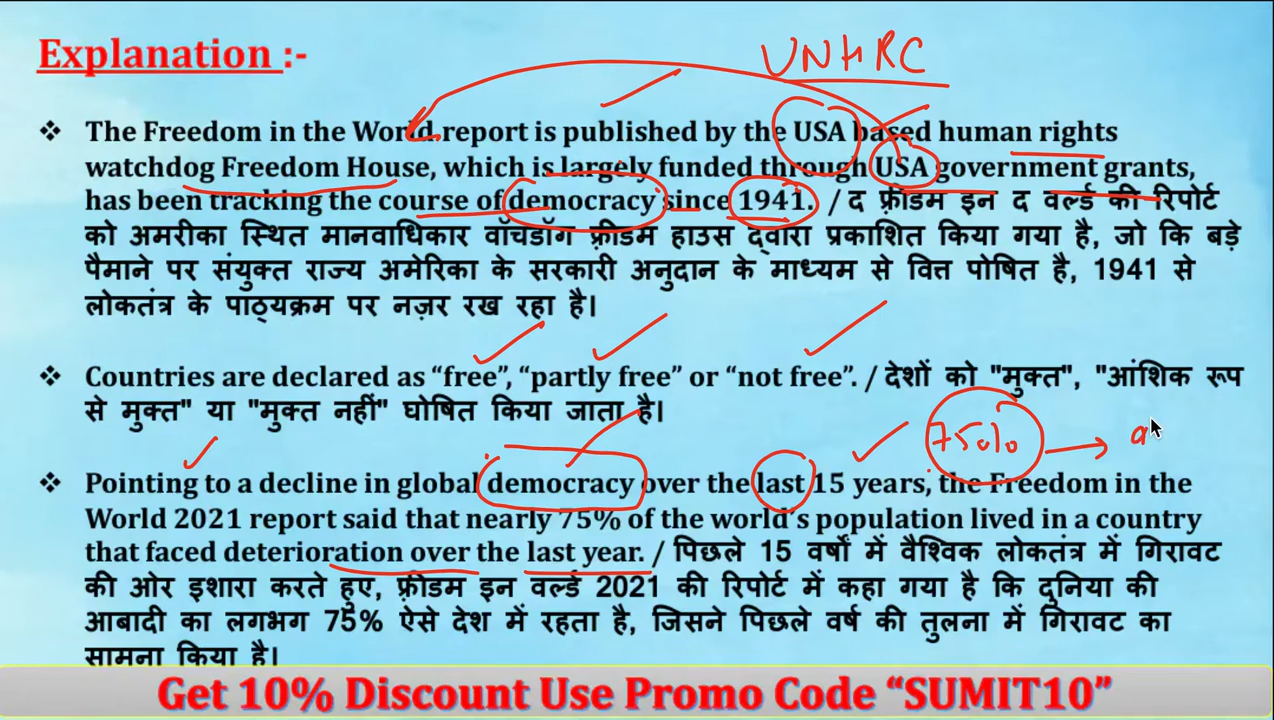 Explanation :-
UNHRC
❖ The Freedom in the World report is published by the USA based human rights
watchdog Freedom House, which is largely funded through USA government grants,
has been tracking the course of democracy since 1941. / द फ़्रीडम इन द वर्ल्ड की रिपोर्ट
को अमरीका स्थित मानवाधिकार वॉचडॉग फ़्रीडम हाउस द्वारा प्रकाशित किया गया है, जो कि बड़े
पैमाने पर संयुक्त राज्य अमेरिका के सरकारी अनुदान के माध्यम से वित्त पोषित है, 1941 से
लोकतंत्र के पाठ्यक्रम पर नज़र रख रहा है।
❖ Countries are declared as “free”, “partly free” or “not free”. / देशों को "मुक्त", "आंशिक रूप
से मुक्त" या "मुक्त नहीं" घोषित किया जाता है।
75% → a
❖ Pointing to a decline in global democracy over the last 15 years, the Freedom in the
World 2021 report said that nearly 75% of the world's population lived in a country
that faced deterioration over the last year. / पिछले 15 वर्षों में वैश्विक लोकतंत्र में गिरावट
की ओर इशारा करते हुए, फ़्रीडम इन वर्ल्ड 2021 की रिपोर्ट में कहा गया है कि दुनिया की
आबादी का लगभग 75% ऐसे देश में रहता है, जिसने पिछले वर्ष की तुलना में गिरावट का
सामना किया है।
Get 10% Discount Use Promo Code “SUMIT10”